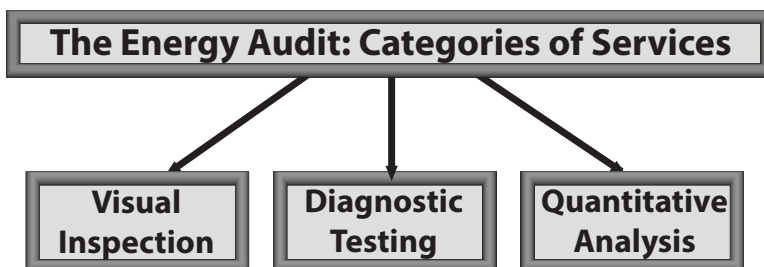 The Energy Audit: Categories of Services
Visual
Inspection
Diagnostic
Testing
Quantitative
Analysis